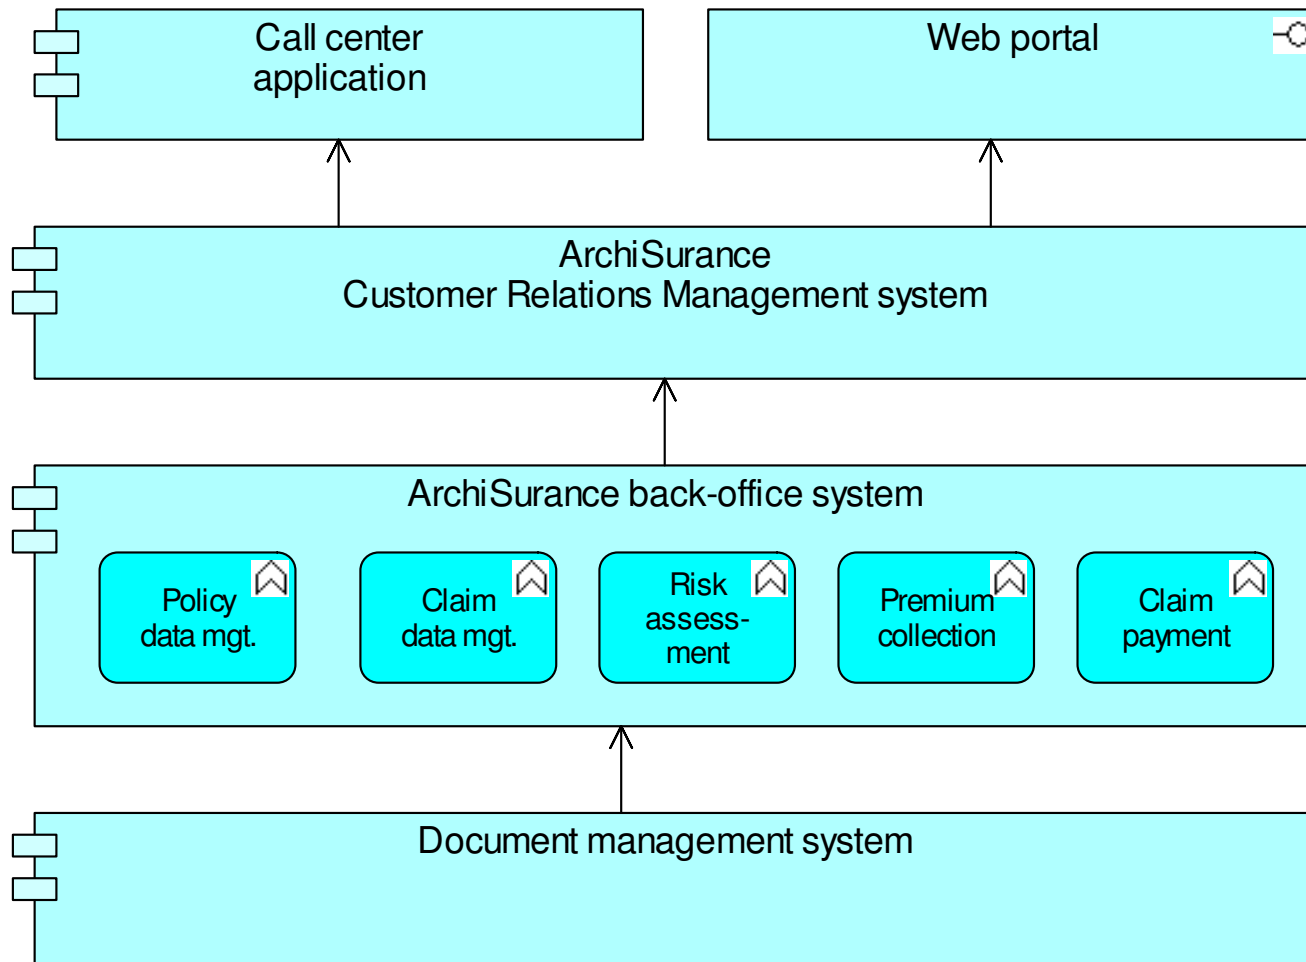 Call center
application
Web portal
ArchiSurance
Customer Relations Management system
ArchiSurance back-office system
Policy
data mgt.
Claim
data mgt.
Risk
assess-
ment
Premium
collection
Claim
payment
Document management system